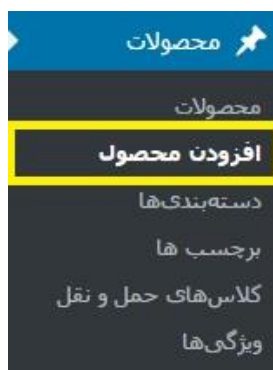 محصولات
محصولات
افزودن محصول
دسته‌بندی‌ها
برچسب ها
کلاس‌های حمل و نقل
ویژگی‌ها